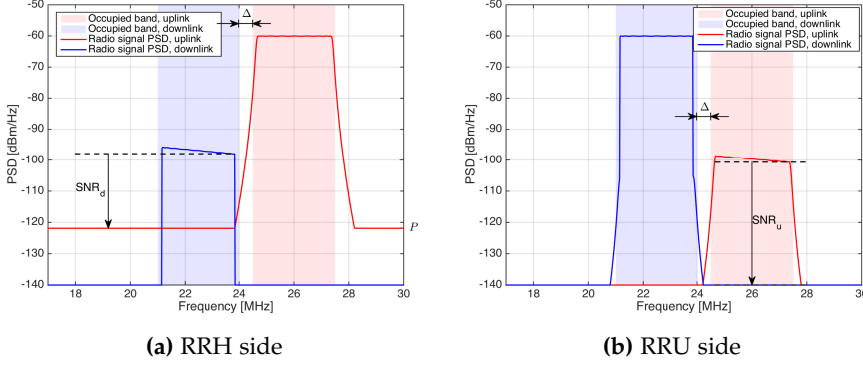 -50
-60
-70
-80
-90
-100
-110
-120
-130
-140
PSD [dBm/Hz]
Occupied band, uplink
Occupied band, downlink
Radio signal PSD, uplink
Radio signal PSD, downlink
Δ
SNR_d
P
18 20 22 24 26 28 30
Frequency [MHz]
(a) RRH side
-50
-60
-70
-80
-90
-100
-110
-120
-130
-140
PSD [dBm/Hz]
Occupied band, uplink
Occupied band, downlink
Radio signal PSD, uplink
Radio signal PSD, downlink
Δ
SNR_u
18 20 22 24 26 28 30
Frequency [MHz]
(b) RRU side